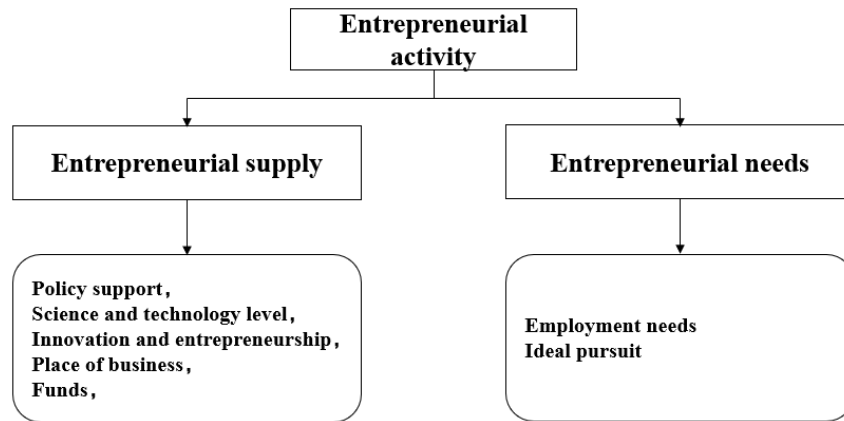 Entrepreneurial
activity
Entrepreneurial supply
Entrepreneurial needs
Policy support，
Science and technology level，
Innovation and entrepreneurship，
Place of business，
Funds，
Employment needs
Ideal pursuit